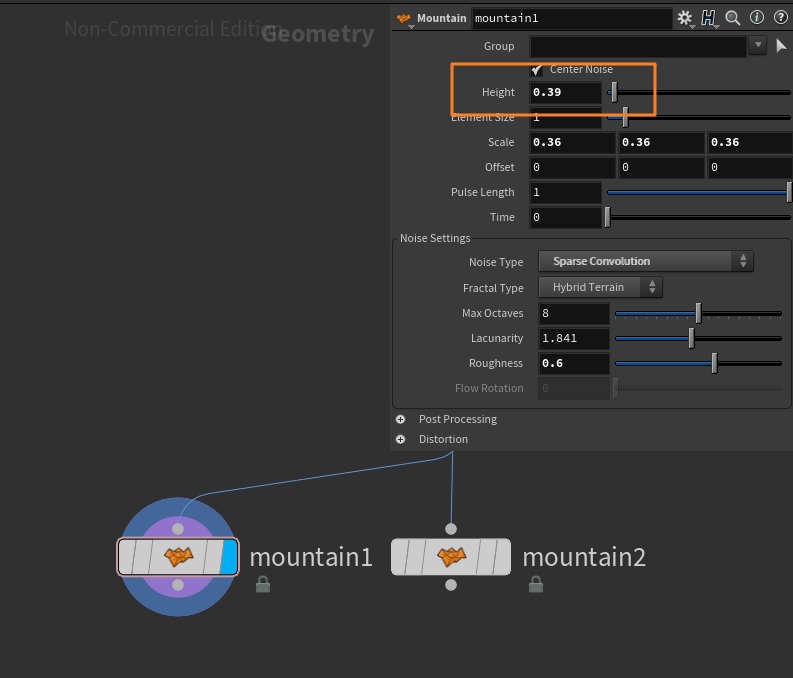 Non-Commercial Edition
Geometry
Mountain mountain1
Group
Center Noise
Height 0.39
Element Size 1
Scale 0.36 0.36 0.36
Offset 0 0 0
Pulse Length 1
Time 0
Noise Settings
Noise Type Sparse Convolution
Fractal Type Hybrid Terrain
Max Octaves 8
Lacunarity 1.841
Roughness 0.6
Flow Rotation 0
Post Processing
Distortion
mountain1 mountain2